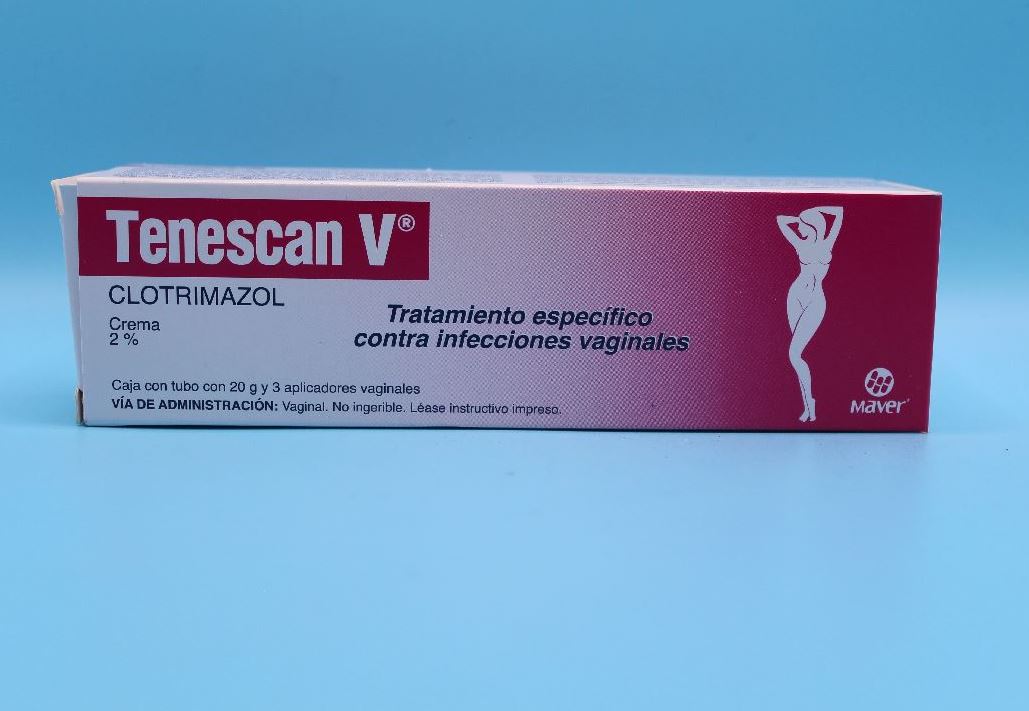 Tenescan V®
CLOTRIMAZOL
Crema
2 %
Tratamiento específico
contra infecciones vaginales
Caja con tubo con 20 g y 3 aplicadores vaginales
VÍA DE ADMINISTRACIÓN: Vaginal. No ingerible. Léase instructivo impreso.
Maver